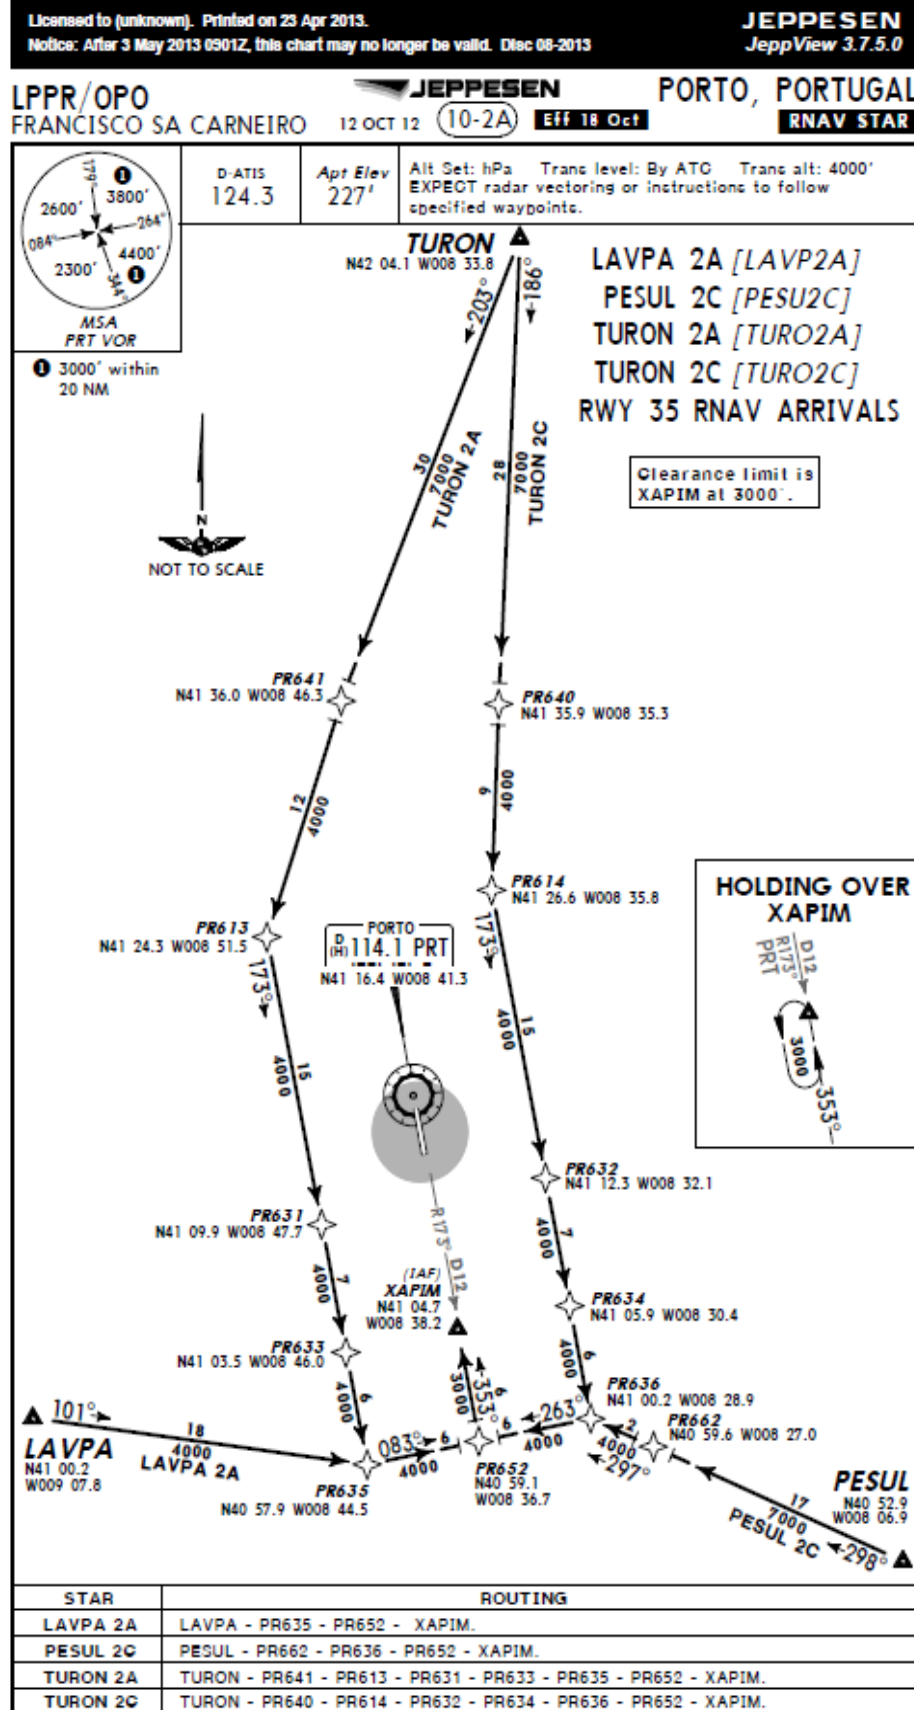 Licensed to (unknown). Printed on 23 Apr 2013.
Notice: After 3 May 2013 0901Z, this chart may no longer be valid. Disc 08-2013
JEPPESEN
JeppView 3.7.5.0
LPPR/OPO
FRANCISCO SA CARNEIRO
JEPPESEN
12 OCT 12 10-2A Eff 18 Oct
PORTO, PORTUGAL
RNAV STAR
179°
1
3800'
2600'
264°
084°
4400'
2300'
1
344°
MSA
PRT VOR
D-ATIS
124.3
Apt Elev
227'
Alt Set: hPa Trans level: By ATC Trans alt: 4000'
EXPECT radar vectoring or instructions to follow
specified waypoints.
1 3000' within
20 NM
TURON
N42 04.1 W008 33.8
LAVPA 2A [LAVP2A]
PESUL 2C [PESU2C]
TURON 2A [TURO2A]
TURON 2C [TURO2C]
RWY 35 RNAV ARRIVALS
Clearance limit is
XAPIM at 3000'.
203°
186°
30
7000
TURON 2A
28
7000
TURON 2C
N
NOT TO SCALE
PR641
N41 36.0 W008 46.3
PR640
N41 35.9 W008 35.3
12
4000
9
4000
PR614
N41 26.6 W008 35.8
PR613
N41 24.3 W008 51.5
173°
173°
PORTO
D
(H) 114.1 PRT
N41 16.4 W008 41.3
15
4000
15
4000
HOLDING OVER
XAPIM
D12
R173°
PRT
3000
353°
PR632
N41 12.3 W008 32.1
PR631
N41 09.9 W008 47.7
R173°
D12
7
4000
7
4000
(IAF)
XAPIM
N41 04.7
W008 38.2
PR634
N41 05.9 W008 30.4
PR633
N41 03.5 W008 46.0
6
4000
6
4000
6
353°
3000
PR636
N41 00.2 W008 28.9
PR662
N40 59.6 W008 27.0
2
4000
297°
263°
6
4000
101°
18
4000
LAVPA 2A
LAVPA
N41 00.2
W009 07.8
083°
6
4000
PR635
N40 57.9 W008 44.5
PR652
N40 59.1
W008 36.7
PESUL
N40 52.9
W008 06.9
17
7000
PESUL 2C
298°
STAR ROUTING
LAVPA 2A LAVPA - PR635 - PR652 - XAPIM.
PESUL 2C PESUL - PR662 - PR636 - PR652 - XAPIM.
TURON 2A TURON - PR641 - PR613 - PR631 - PR633 - PR635 - PR652 - XAPIM.
TURON 2C TURON - PR640 - PR614 - PR632 - PR634 - PR636 - PR652 - XAPIM.